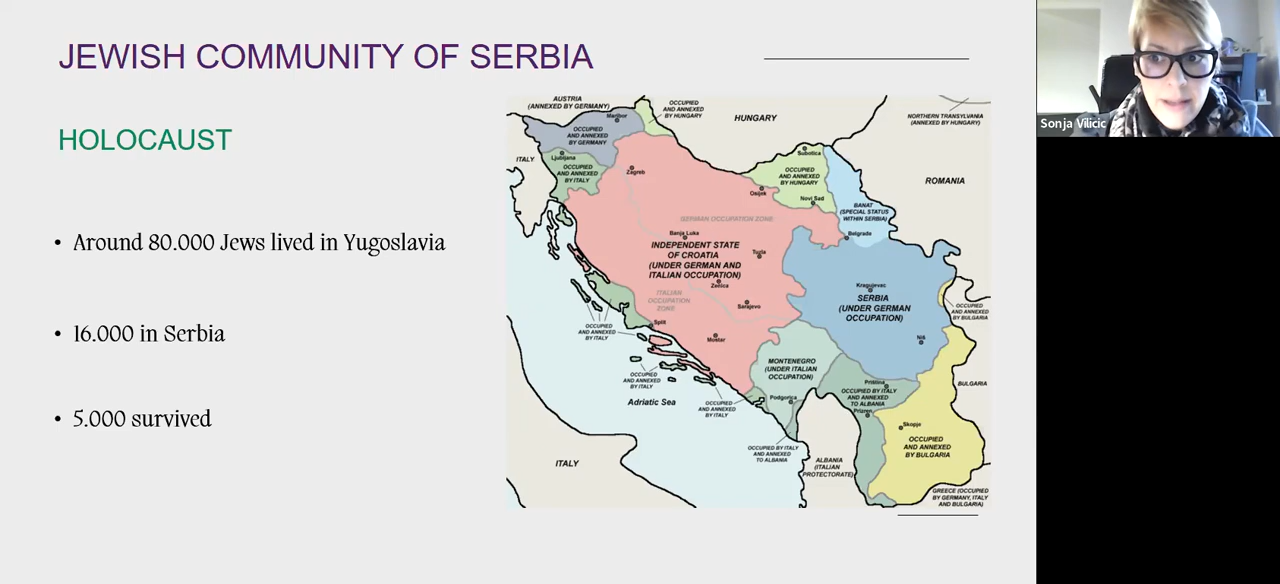 JEWISH COMMUNITY OF SERBIA
HOLOCAUST
• Around 80.000 Jews lived in Yugoslavia
• 16.000 in Serbia
• 5.000 survived
AUSTRIA
(ANNEXED BY GERMANY)
Maribor
OCCUPIED
AND ANNEXED
BY HUNGARY
HUNGARY
NORTHERN TRANSYLVANIA
(ANNEXED BY HUNGARY)
OCCUPIED
AND ANNEXED
BY GERMANY
ITALY
Ljubljana
OCCUPIED
AND ANNEXED
BY ITALY
Zagreb
Subotica
OCCUPIED
AND ANNEXED
BY HUNGARY
ROMANIA
Osijek
Novi Sad
BANAT
(SPECIAL STATUS
WITHIN SERBIA)
GERMAN OCCUPATION ZONE
Banja Luka
Belgrade
INDEPENDENT STATE
OF CROATIA
(UNDER GERMAN AND
ITALIAN OCCUPATION)
Tuzla
Zenica
Kragujevac
SERBIA
(UNDER GERMAN
OCCUPATION)
ITALIAN
OCCUPATION
ZONE
Sarajevo
OCCUPIED
AND ANNEXED
BY BULGARIA
OCCUPIED
AND ANNEXED
BY ITALY
Split
Mostar
Niš
MONTENEGRO
(UNDER ITALIAN
OCCUPATION)
OCCUPIED
AND ANNEXED
BY ITALY
Pristina
BULGARIA
OCCUPIED BY ITALY
AND ANNEXED
TO ALBANIA
Adriatic Sea
OCCUPIED
AND ANNEXED
BY ITALY
Podgorica
Prizren
Skopje
OCCUPIED
AND ANNEXED
BY BULGARIA
OCCUPIED BY ITALY
AND ANNEXED
TO ALBANIA
ITALY
ALBANIA
(ITALIAN
PROTECTORATE)
GREECE (OCCUPIED
BY GERMANY, ITALY
AND BULGARIA)
Sonja Vilicic